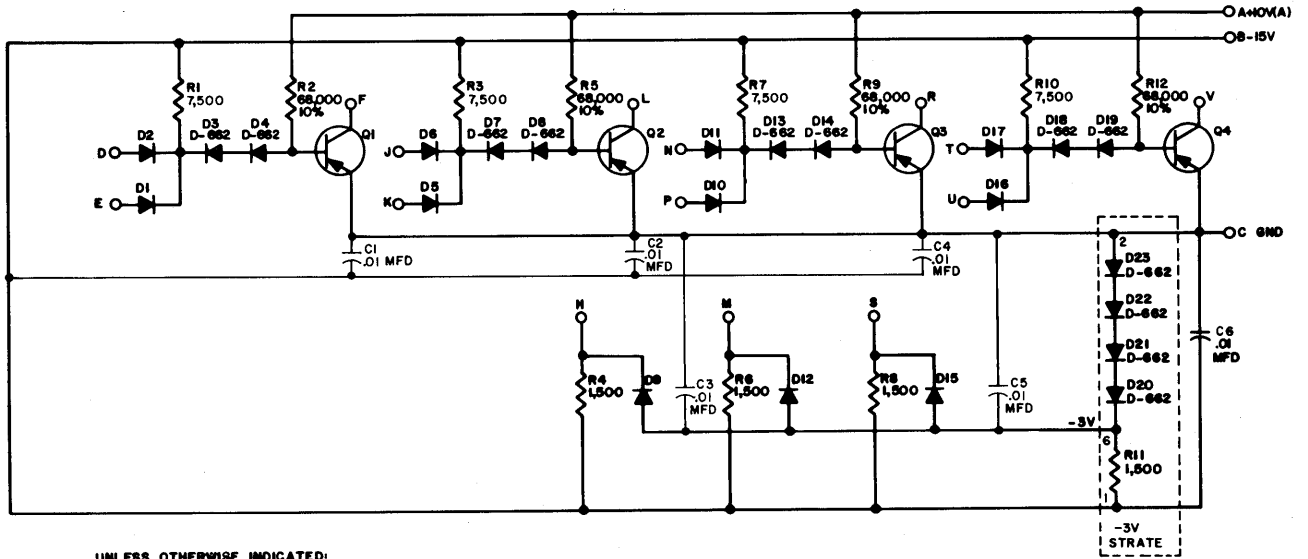 A+10V(A)
B-15V
R1
7,500
R2
68,000
10%
F
Q1
D
D2
D3
D-662
D4
D-662
E
D1
C1
.01 MFD
R3
7,500
R5
68,000
10%
L
Q2
J
D6
D7
D-662
D8
D-662
K
D5
C2
.01
MFD
R7
7,500
R9
68,000
10%
R
Q3
N
D11
D13
D-662
D14
D-662
P
D10
C4
.01
MFD
R10
7,500
R12
68,000
10%
V
Q4
T
D17
D18
D-662
D19
D-662
U
D16
C GND
2
D23
D-662
D22
D-662
D21
D-662
D20
D-662
C6
.01
MFD
H
R4
1,500
D9
C3
.01
MFD
M
R6
1,500
D12
S
R8
1,500
D15
C5
.01
MFD
-3V
6
R11
1,500
1
-3V
STRATE
UNLESS OTHERWISE INDICATED: